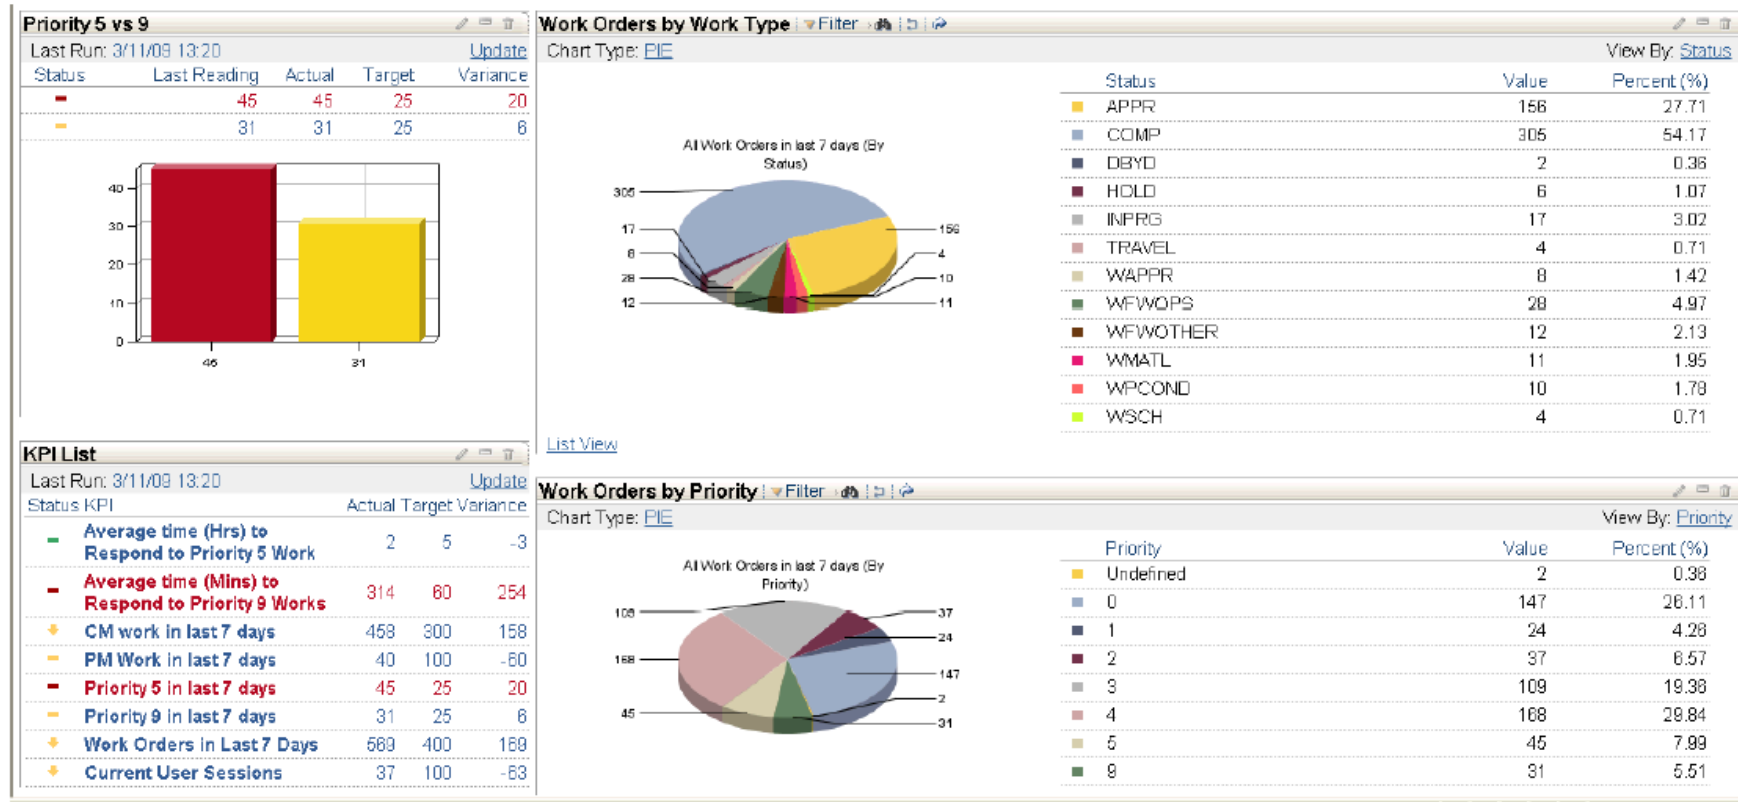 Priority 5 vs 9
Last Run: 3/11/09 13:20 Update
Status Last Reading Actual Target Variance
45 45 25 20
31 31 25 6
40
30
20
10
0
45 31
KPI List
Last Run: 3/11/09 13:20 Update
Status KPI Actual Target Variance
Average time (Hrs) to
Respond to Priority 5 Work 2 5 -3
Average time (Mins) to
Respond to Priority 9 Works 314 60 254
CM work in last 7 days 458 300 158
PM Work in last 7 days 40 100 -60
Priority 5 in last 7 days 45 25 20
Priority 9 in last 7 days 31 25 6
Work Orders in Last 7 Days 569 400 169
Current User Sessions 37 100 -63
Work Orders by Work Type Filter
Chart Type: PIE View By: Status
All Work Orders in last 7 days (By
Status)
305
17
6
28
12
156
4
10
11
Status Value Percent (%)
APPR 156 27.71
COMP 305 54.17
DBYD 2 0.36
HOLD 6 1.07
INPRG 17 3.02
TRAVEL 4 0.71
WAPPR 8 1.42
WFWOPS 28 4.97
WFWOTHER 12 2.13
WMATL 11 1.95
WPCOND 10 1.78
WSCH 4 0.71
List View
Work Orders by Priority Filter
Chart Type: PIE View By: Priority
All Work Orders in last 7 days (By
Priority)
109
168
45
37
24
147
2
31
Priority Value Percent (%)
Undefined 2 0.36
0 147 26.11
1 24 4.26
2 37 6.57
3 109 19.36
4 168 29.84
5 45 7.99
9 31 5.51